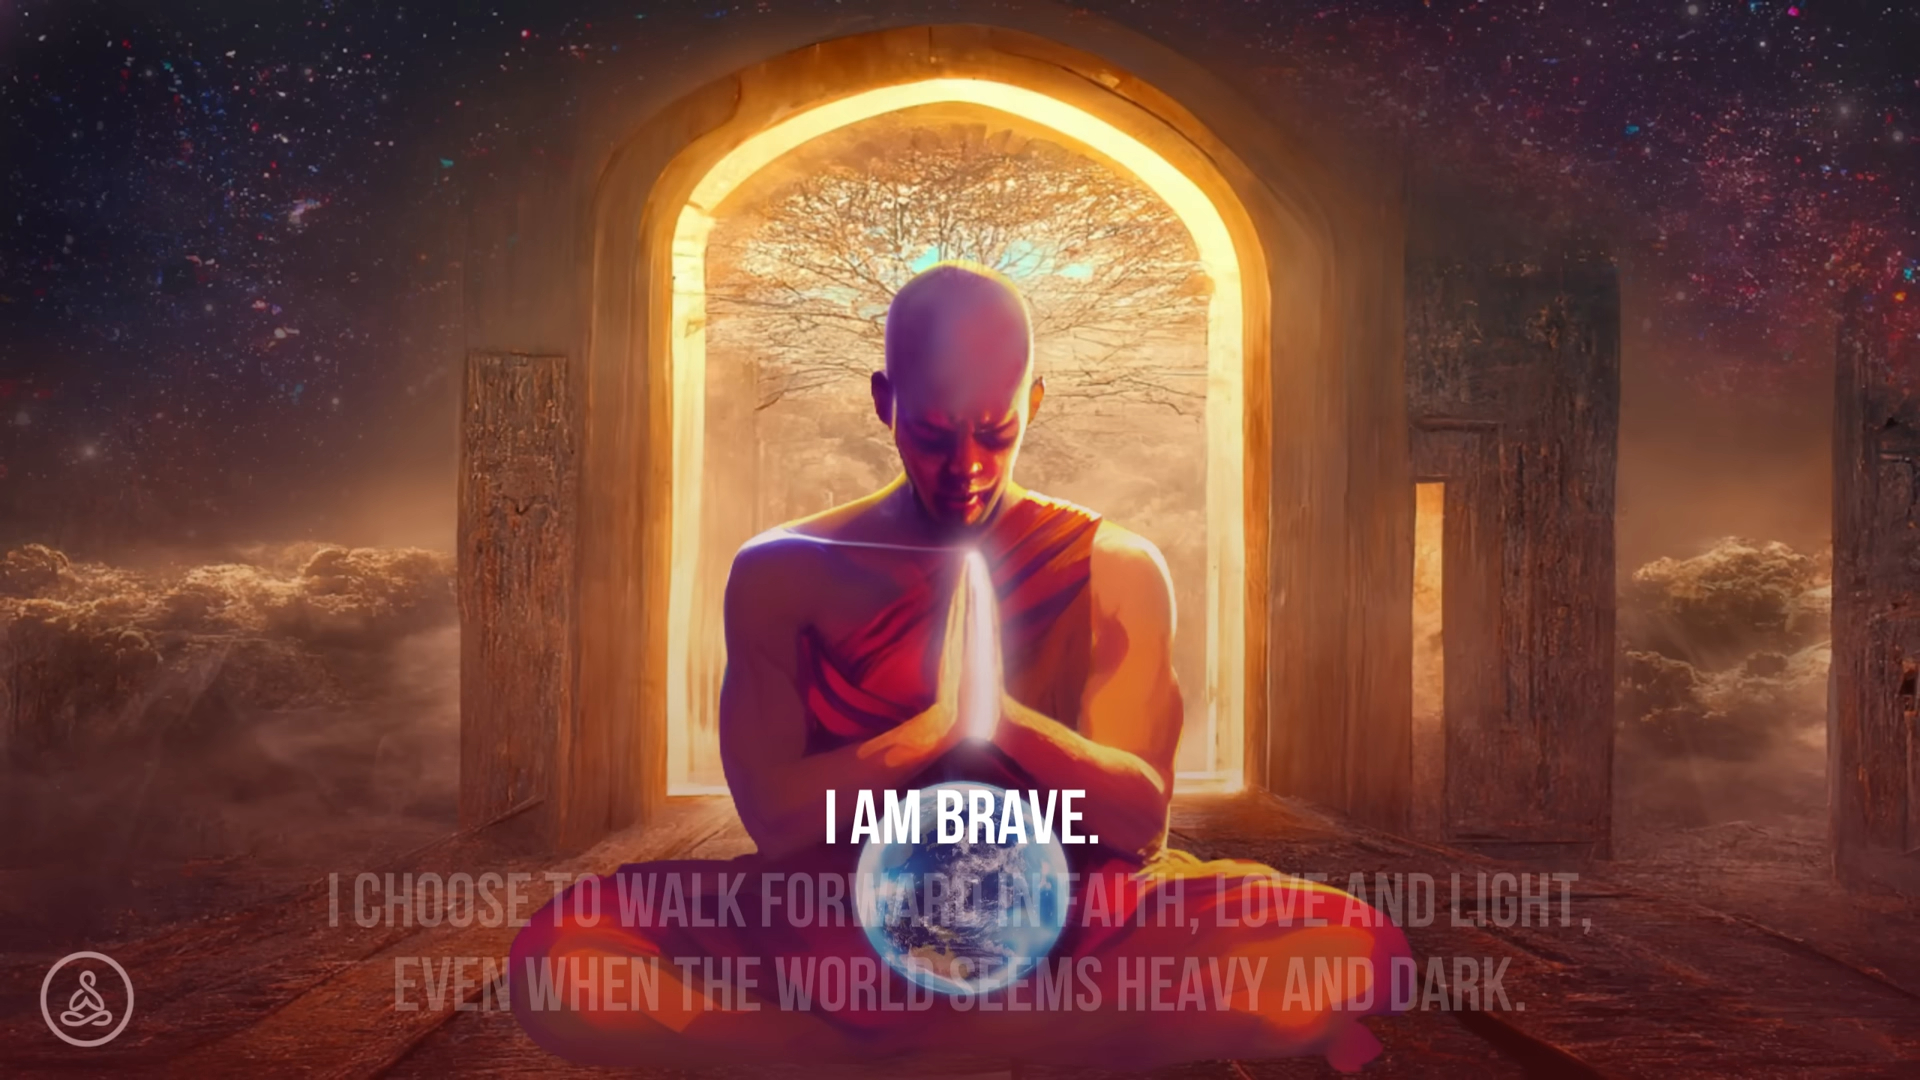 I AM BRAVE.
I CHOOSE TO WALK FORWARD IN FAITH, LOVE AND LIGHT,
EVEN WHEN THE WORLD SEEMS HEAVY AND DARK.